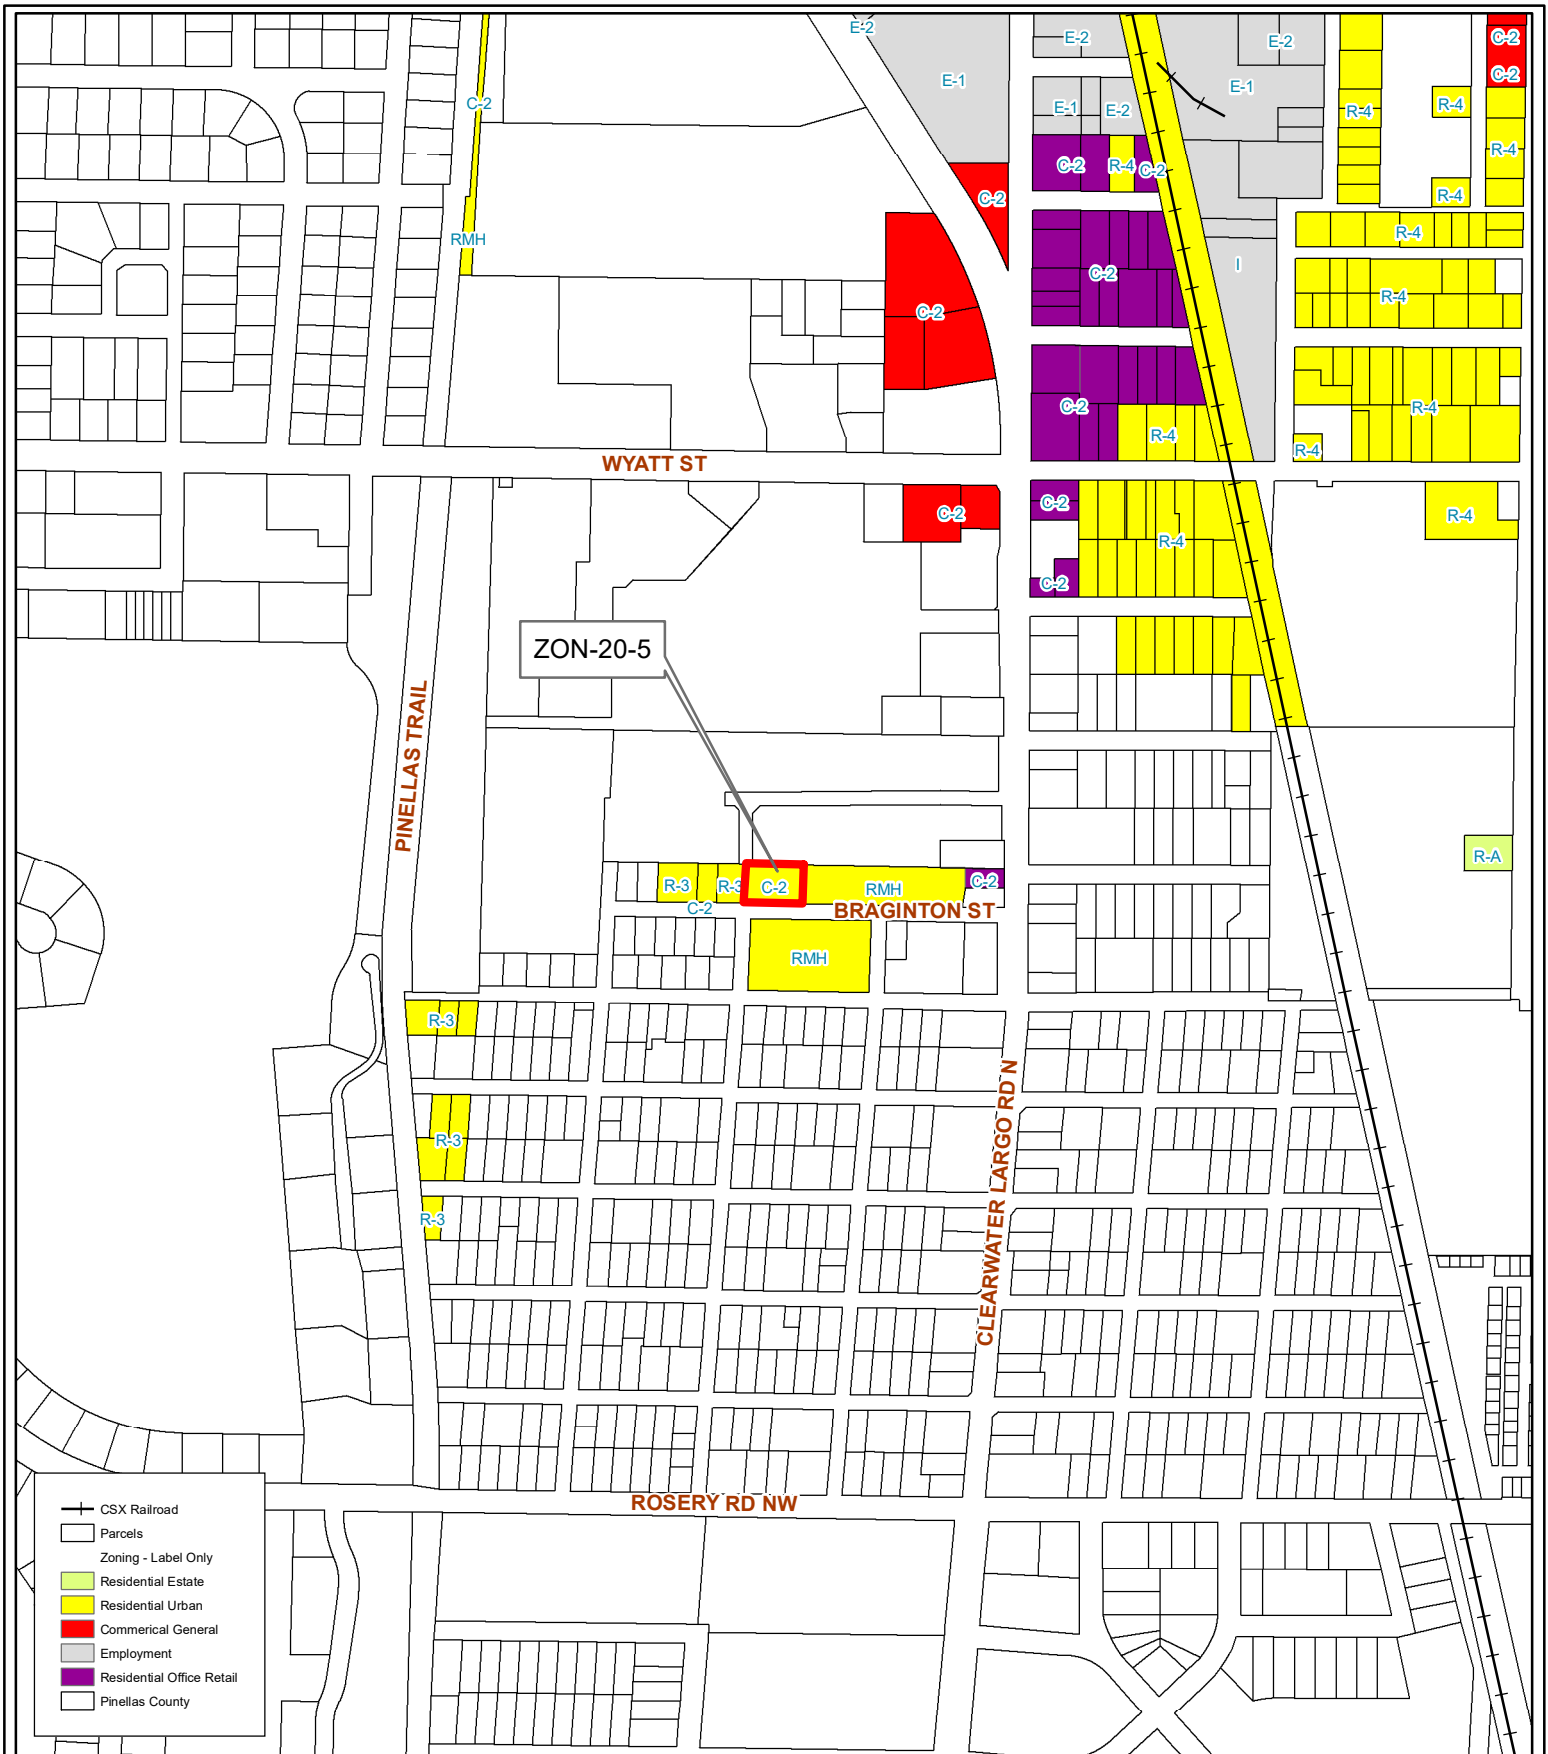 E-2
E-2
E-2
C-2
C-2
E-1
E-1
C-2
E-1
E-2
R-4
R-4
C-2
R-4
C-2
R-4
R-4
C-2
RMH
R-4
C-2
I
R-4
C-2
C-2
R-4
R-4
R-4
WYATT ST
C-2
C-2
R-4
R-4
C-2
ZON-20-5
PINELLAS TRAIL
R-A
R-3
R-3
C-2
RMH
C-2
C-2
BRAGINTON ST
RMH
R-3
R-3
R-3
CLEARWATER LARGO RD N
ROSERY RD NW
CSX Railroad
Parcels
Zoning - Label Only
Residential Estate
Residential Urban
Commerical General
Employment
Residential Office Retail
Pinellas County